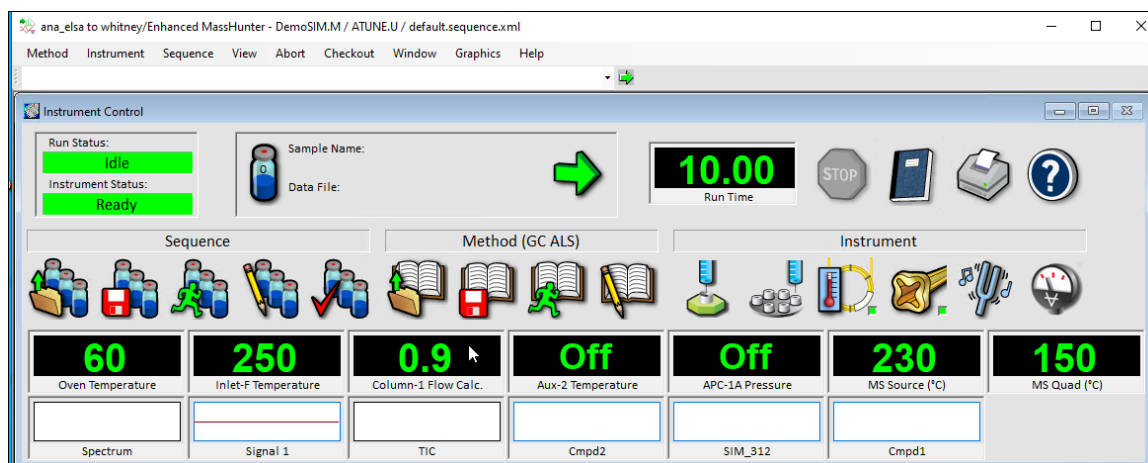 ana_elsa to whitney/Enhanced MassHunter - DemoSIM.M / ATUNE.U / default.sequence.xml
Method Instrument Sequence View Abort Checkout Window Graphics Help
Instrument Control
Run Status:
Idle
Instrument Status:
Ready
0
Sample Name:
Data File:
10.00
Run Time
STOP
?
Sequence Method (GC ALS) Instrument
60 250 0.9 Off Off 230 150
Oven Temperature Inlet-F Temperature Column-1 Flow Calc. Aux-2 Temperature APC-1A Pressure MS Source (°C) MS Quad (°C)
Spectrum Signal 1 TIC Cmpd2 SIM_312 Cmpd1